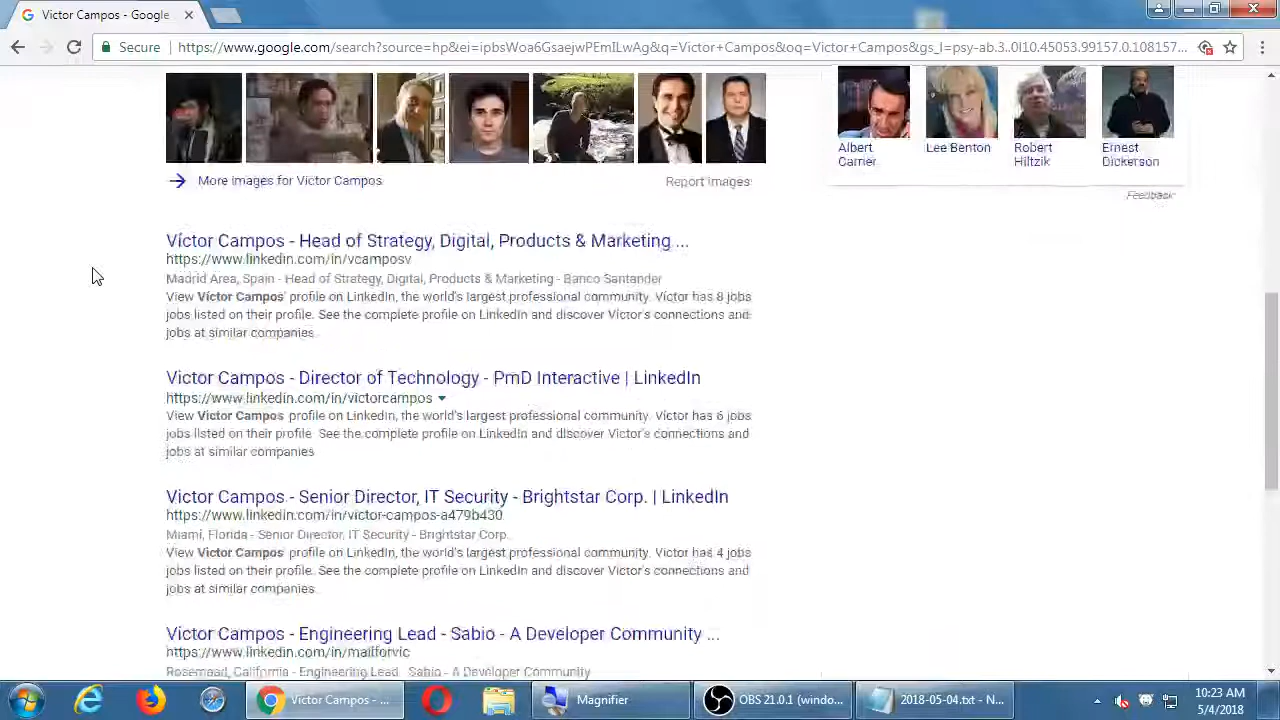 Victor Campos - Google
Secure
https://www.google.com/search?source=hp&ei=ipbsWoa6GsaejwPEmILwAg&q=Victor+Campos&oq=Victor+Campos&gs_l=psy-ab.3..0l10.45053.99157.0.108157...
Albert Carrier
Lee Benton
Robert Hiltzik
Ernest Dickerson
More images for Victor Campos
Report images
Feedback
Víctor Campos - Head of Strategy, Digital, Products & Marketing ...
https://www.linkedin.com/in/vcamposv
Madrid Area, Spain - Head of Strategy, Digital, Products & Marketing - Banco Santander
View Víctor Campos' profile on LinkedIn, the world's largest professional community. Víctor has 8 jobs
jobs listed on their profile. See the complete profile on LinkedIn and discover Víctor's connections and
jobs at similar companies.
Victor Campos - Director of Technology - PmD Interactive | LinkedIn
https://www.linkedin.com/in/victorcampos
View Victor Campos profile on LinkedIn, the world's largest professional community. Victor has 6 jobs
jobs listed on their profile. See the complete profile on LinkedIn and discover Victor's connections and
jobs at similar companies
Victor Campos - Senior Director, IT Security - Brightstar Corp. | LinkedIn
https://www.linkedin.com/in/victor-campos-a479b430
Miami, Florida - Senior Director, IT Security - Brightstar Corp.
View Victor Campos' profile on LinkedIn, the world's largest professional community. Victor has 4 jobs
jobs listed on their profile. See the complete profile on LinkedIn and discover Victor's connections and
jobs at similar companies.
Victor Campos - Engineering Lead - Sabio - A Developer Community ...
https://www.linkedin.com/in/mailforvic
Rosemead, California - Engineering Lead - Sabio - A Developer Community
Victor Campos - ...
Magnifier
OBS 21.0.1 (windo...
2018-05-04.txt - N...
10:23 AM
5/4/2018